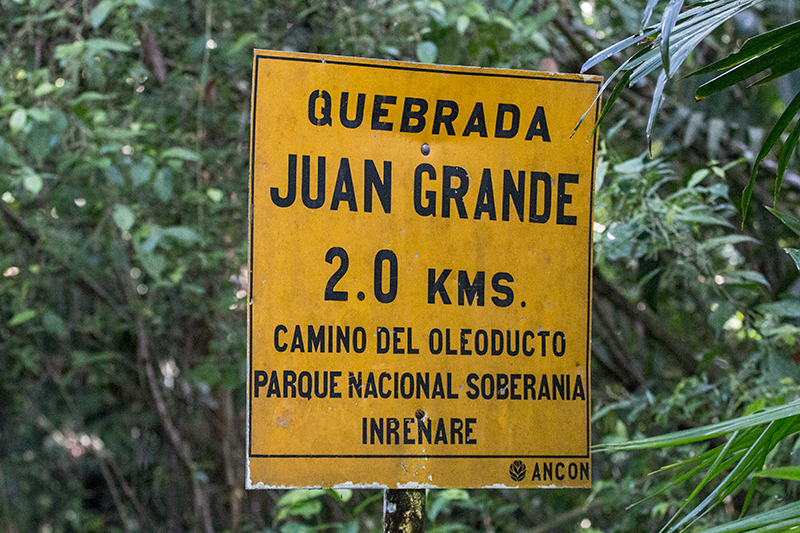 QUEBRADA
JUAN GRANDE
2.0 KMS.
CAMINO DEL OLEODUCTO
PARQUE NACIONAL SOBERANIA
INRENARE
ANCON